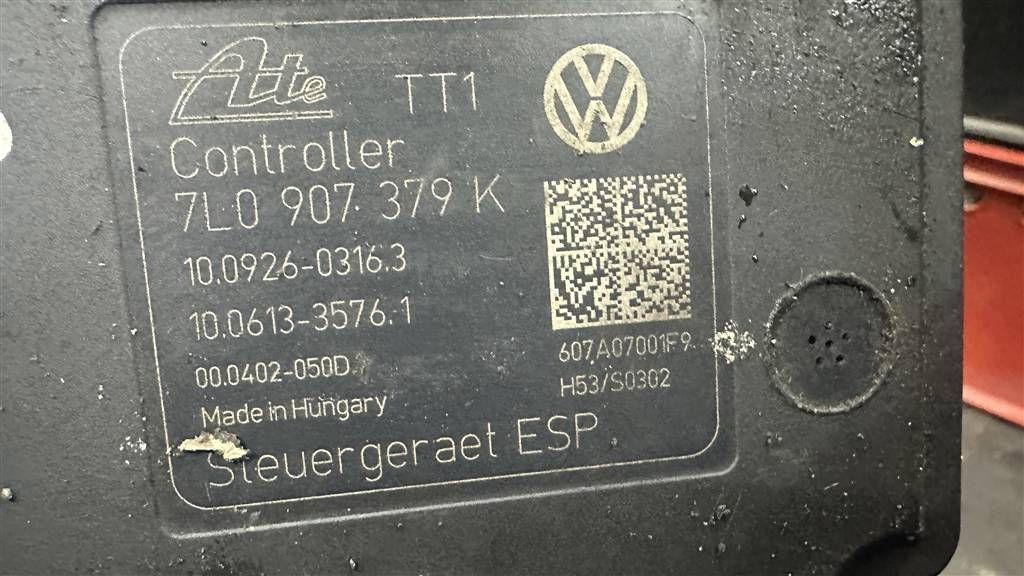 Ate TT1
Controller
7L0 907 379 K
10.0926-0316.3
10.0613-3576.1
00.0402-050D
607A07001F9
H53/S0302
Made in Hungary
Steuergeraet ESP